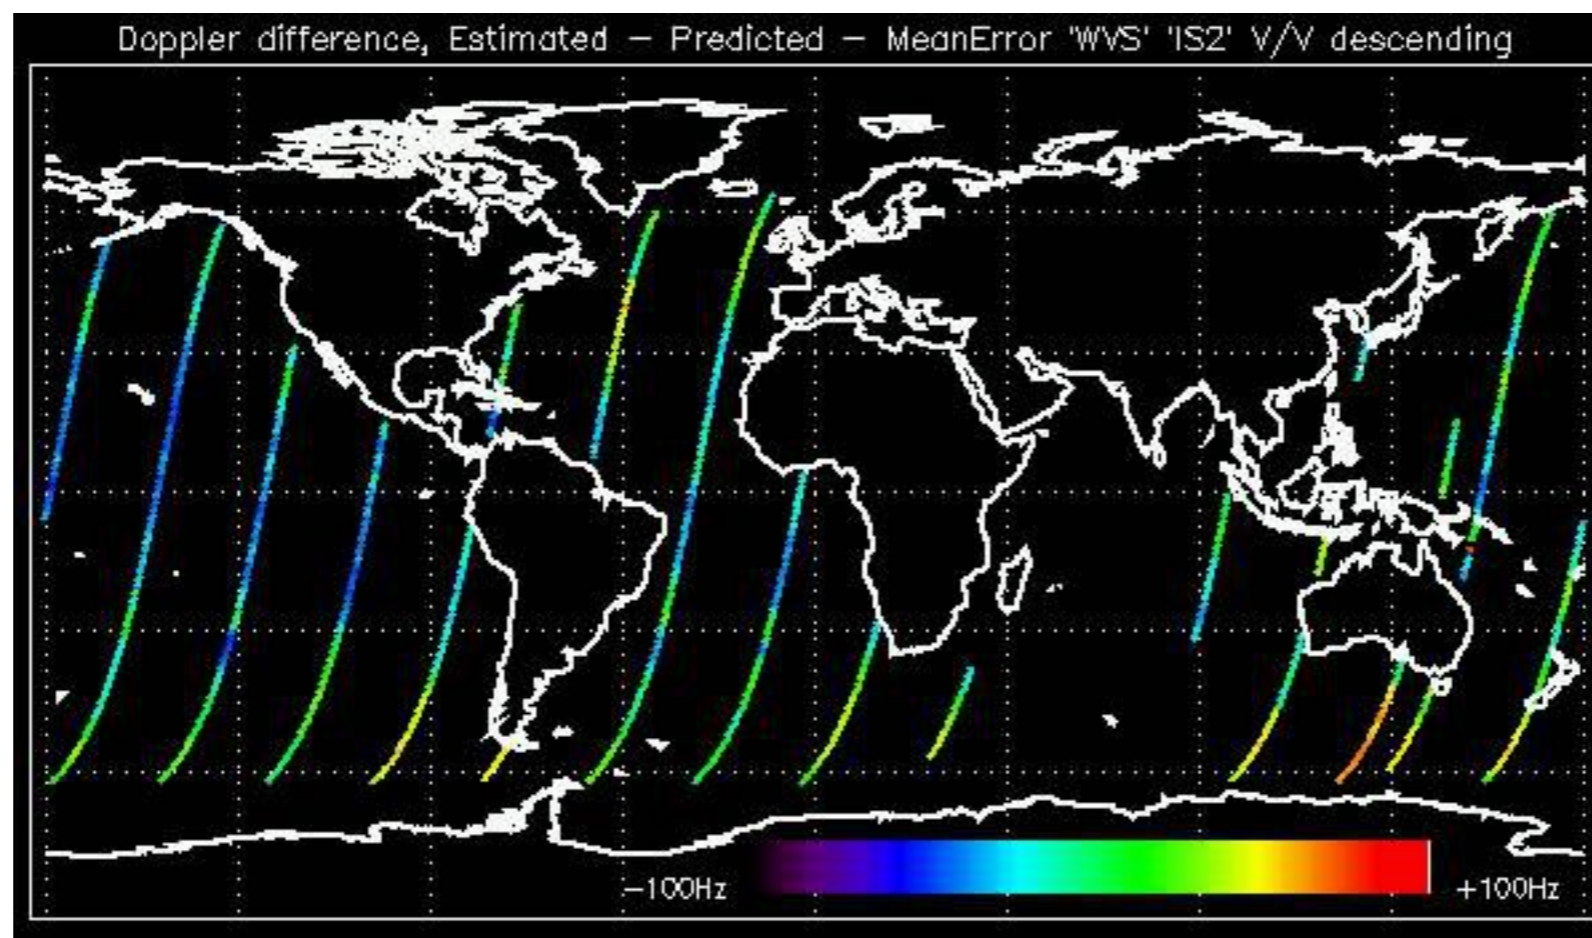 Doppler difference, Estimated – Predicted – MeanError 'WVS' 'IS2' V/V descending
-100Hz
+100Hz